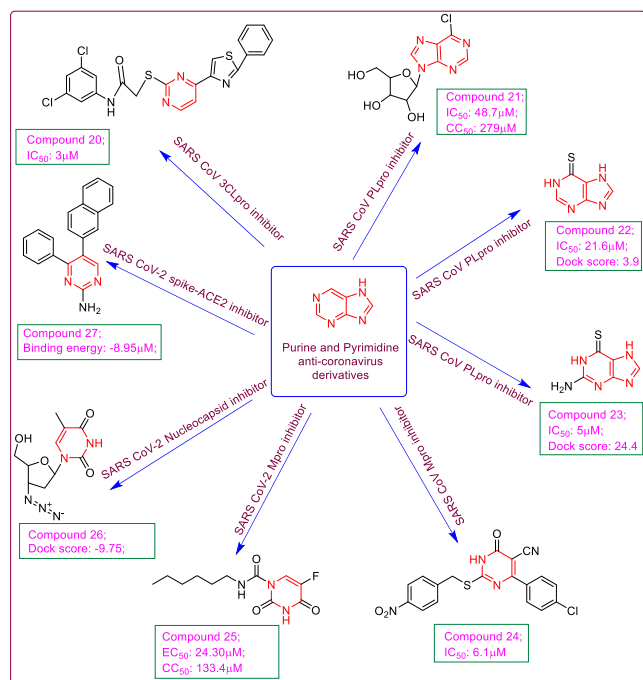 Cl
Cl
O
N
H
S
N
N
N
S
Compound 20;
IC50: 3µM
SARS CoV 3CLpro inhibitor
Cl
N
N
N
N
HO
O
HO
OH
Compound 21;
IC50: 48.7µM
CC50: 279µM
SARS CoV PLpro inhibitor
S
H
N
HN
N
N
Compound 22;
IC50: 21.6µM
Dock score: 3.9
SARS CoV PLpro inhibitor
S
H
N
HN
H2N
N
N
Compound 23;
IC50: 5µM
Dock score: 24.4
SARS CoV PLpro inhibitor
H
N
N
N
N
Purine and Pyrimidine
anti-coronavirus
derivatives
N
N
NH2
Compound 27;
Binding energy: -8.95µM;
SARS CoV-2 spike-ACE2 inhibitor
O
NH
HO
N
O
O
N
N+
N-
Compound 26;
Dock score: -9.75;
SARS CoV-2 Nucleocapsid inhibitor
O
F
N
H
N
O
N
H
O
Compound 25;
EC50: 24.30µM
CC50: 133.4µM
SARS CoV-2 Mpro inhibitor
O
CN
HN
S
N
O2N
Cl
Compound 24;
IC50: 6.1µM
SARS CoV Mpro inhibitor